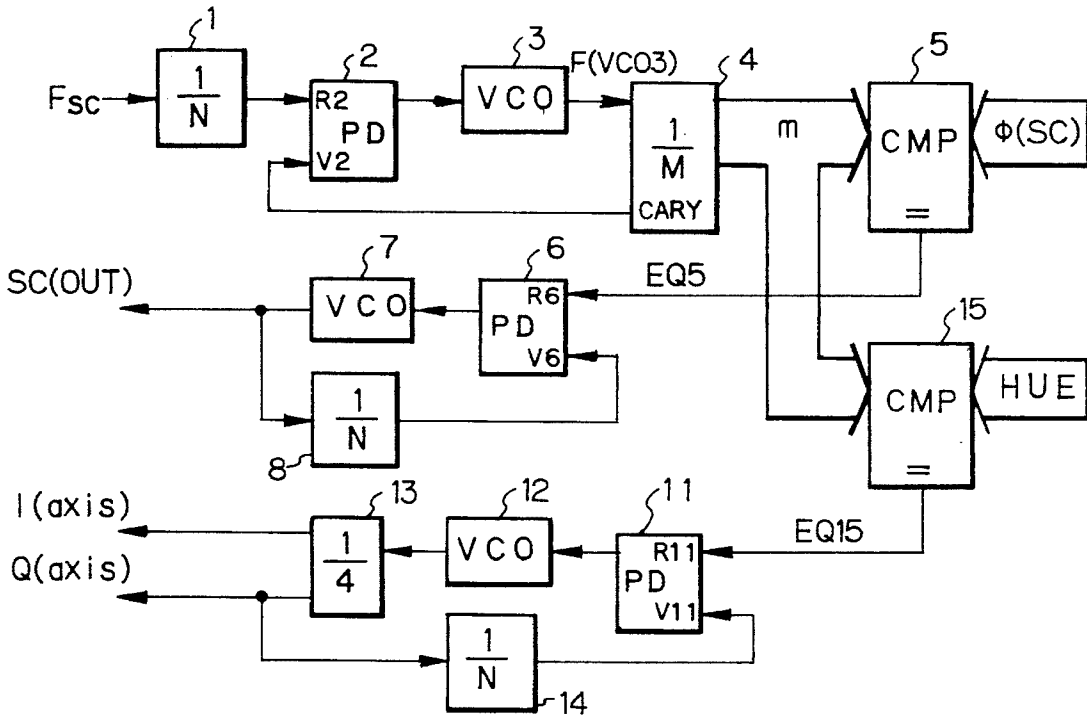 1
2
3
F(VCO3)
4
5
FSC
1
N
R2
PD
V2
VCO
1
M
CARY
m
CMP
=
Φ(SC)
SC(OUT)
7
VCO
6
R6
PD
V6
EQ5
15
CMP
=
HUE
8
1
N
I(axis)
Q(axis)
13
1
4
12
VCO
11
R11
PD
V11
EQ15
1
N
14